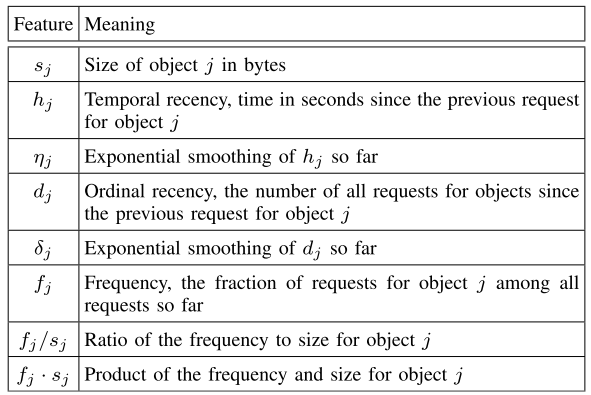 Feature Meaning
s_j Size of object j in bytes
h_j Temporal recency, time in seconds since the previous request
for object j
η_j Exponential smoothing of h_j so far
d_j Ordinal recency, the number of all requests for objects since
the previous request for object j
δ_j Exponential smoothing of d_j so far
f_j Frequency, the fraction of requests for object j among all
requests so far
f_j/s_j Ratio of the frequency to size for object j
f_j · s_j Product of the frequency and size for object j